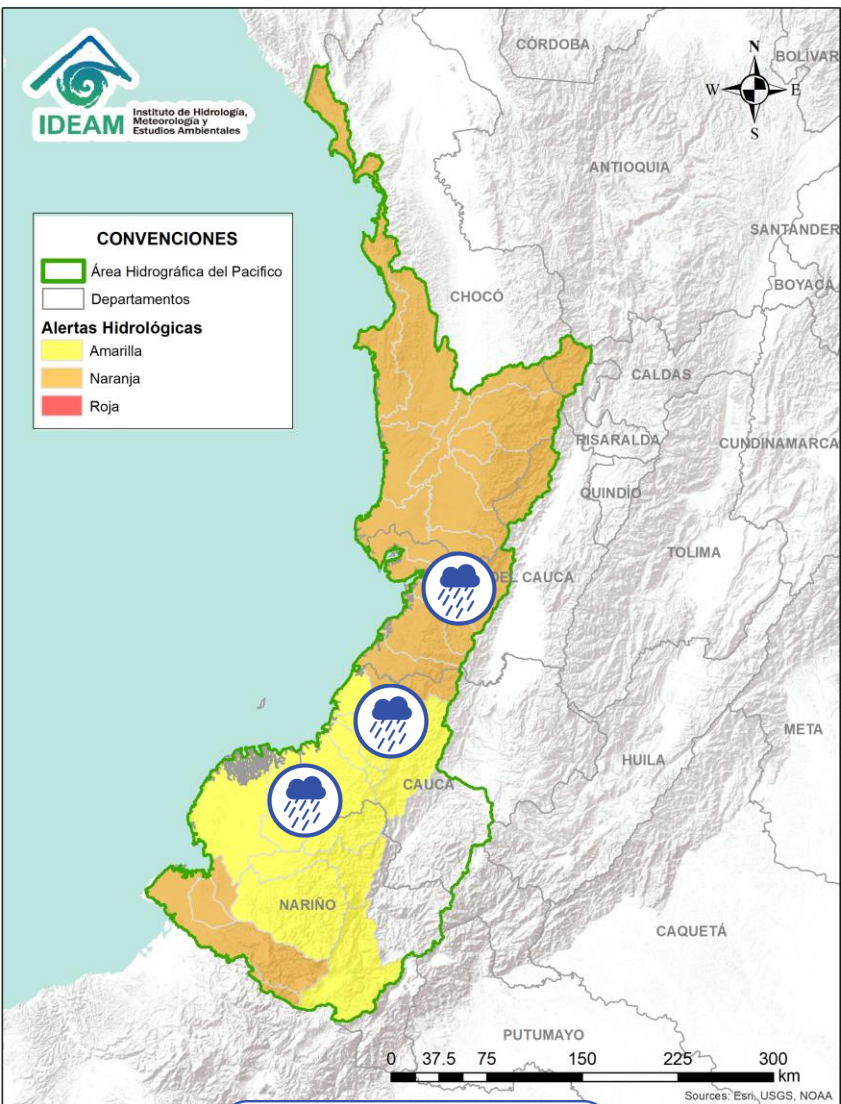 CÓRDOBA
BOLÍVAR
N
W
E
S
IDEAM
Instituto de Hidrología,
Meteorología y
Estudios Ambientales
ANTIOQUIA
SANTANDER
BOYACÁ
CONVENCIONES
Área Hidrográfica del Pacifico
Departamentos
Alertas Hidrológicas
Amarilla
Naranja
Roja
CHOCÓ
CALDAS
RISARALDA
CUNDINAMARCA
QUINDÍO
TOLIMA
DEL CAUCA
META
HUILA
CAUCA
NARIÑO
CAQUETÁ
PUTUMAYO
0 37.5 75 150 225 300
km
Sources: Esri, USGS, NOAA